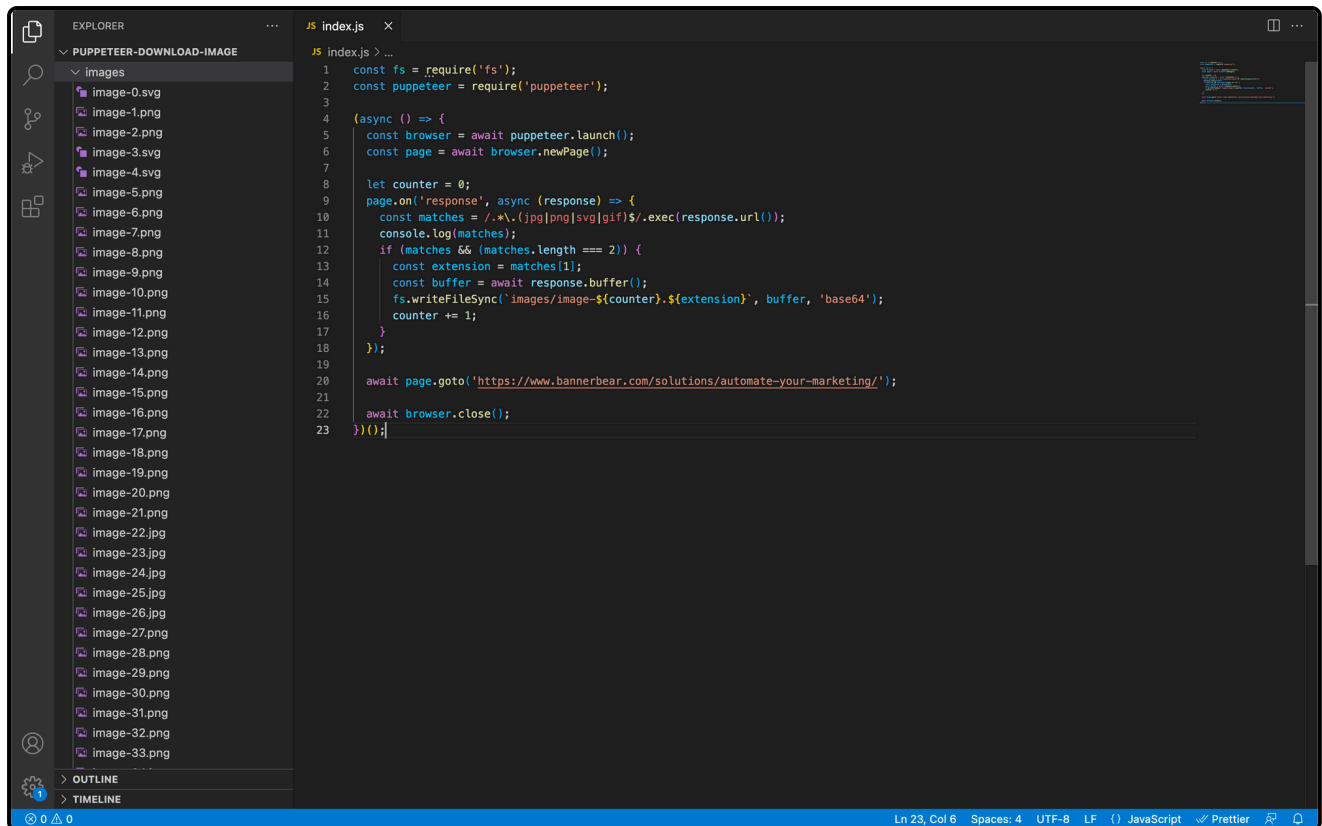 EXPLORER
PUPPETEER-DOWNLOAD-IMAGE
images
image-0.svg
image-1.png
image-2.png
image-3.svg
image-4.svg
image-5.png
image-6.png
image-7.png
image-8.png
image-9.png
image-10.png
image-11.png
image-12.png
image-13.png
image-14.png
image-15.png
image-16.png
image-17.png
image-18.png
image-19.png
image-20.png
image-21.png
image-22.jpg
image-23.jpg
image-24.jpg
image-25.jpg
image-26.jpg
image-27.png
image-28.png
image-29.png
image-30.png
image-31.png
image-32.png
image-33.png
OUTLINE
TIMELINE
JS index.js
JS index.js > ...
1 const fs = require('fs');
2 const puppeteer = require('puppeteer');
3
4 (async () => {
5   const browser = await puppeteer.launch();
6   const page = await browser.newPage();
7
8   let counter = 0;
9   page.on('response', async (response) => {
10     const matches = /.*\.(jpg|png|svg|gif)$/.exec(response.url());
11     console.log(matches);
12     if (matches && (matches.length === 2)) {
13       const extension = matches[1];
14       const buffer = await response.buffer();
15       fs.writeFileSync(`images/image-${counter}.${extension}`, buffer, 'base64');
16       counter += 1;
17     }
18   });
19
20   await page.goto('https://www.bannerbear.com/solutions/automate-your-marketing/');
21
22   await browser.close();
23 })();
1
0 0
Ln 23, Col 6 Spaces: 4 UTF-8 LF {} JavaScript Prettier